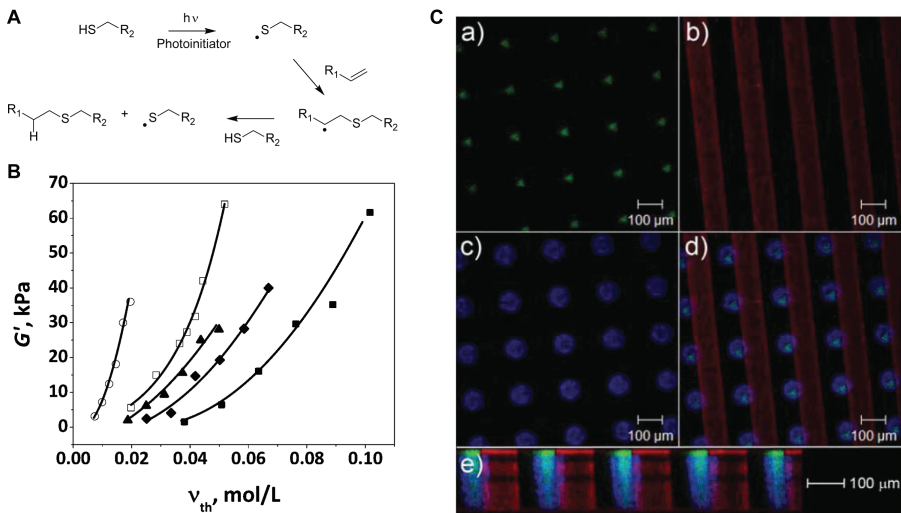 A
HS
R2
hν
Photoinitiator
•S
R2
R1
R1
S
R2
H
+
•S
R2
HS
R2
R1
•
S
R2
B
G', kPa
70
60
50
40
30
20
10
0
0.00 0.02 0.04 0.06 0.08 0.10
νth, mol/L
C
a)
100 µm
b)
100 µm
c)
100 µm
d)
100 µm
e)
100 µm